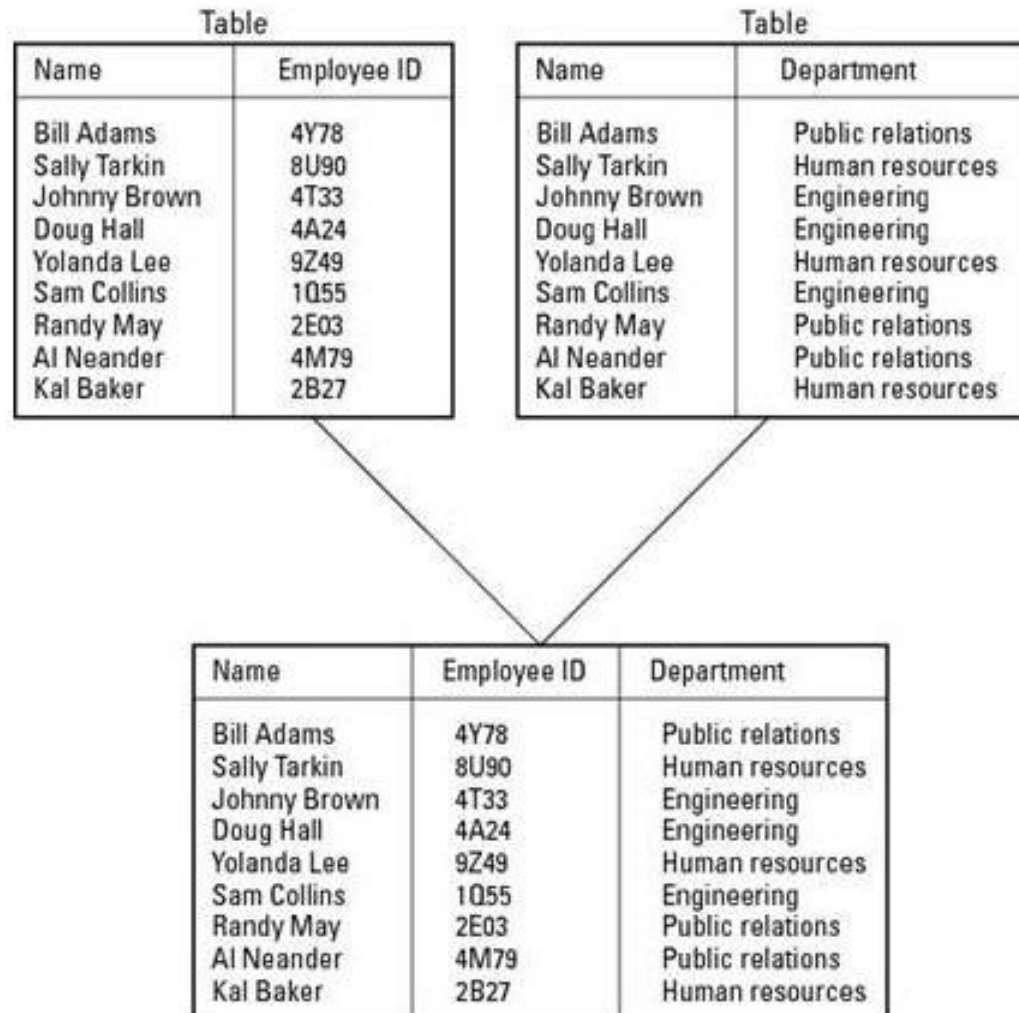 Table
Name Employee ID
Bill Adams 4Y78
Sally Tarkin 8U90
Johnny Brown 4T33
Doug Hall 4A24
Yolanda Lee 9Z49
Sam Collins 1Q55
Randy May 2E03
Al Neander 4M79
Kal Baker 2B27
Table
Name Department
Bill Adams Public relations
Sally Tarkin Human resources
Johnny Brown Engineering
Doug Hall Engineering
Yolanda Lee Human resources
Sam Collins Engineering
Randy May Public relations
Al Neander Public relations
Kal Baker Human resources
Name Employee ID Department
Bill Adams 4Y78 Public relations
Sally Tarkin 8U90 Human resources
Johnny Brown 4T33 Engineering
Doug Hall 4A24 Engineering
Yolanda Lee 9Z49 Human resources
Sam Collins 1Q55 Engineering
Randy May 2E03 Public relations
Al Neander 4M79 Public relations
Kal Baker 2B27 Human resources